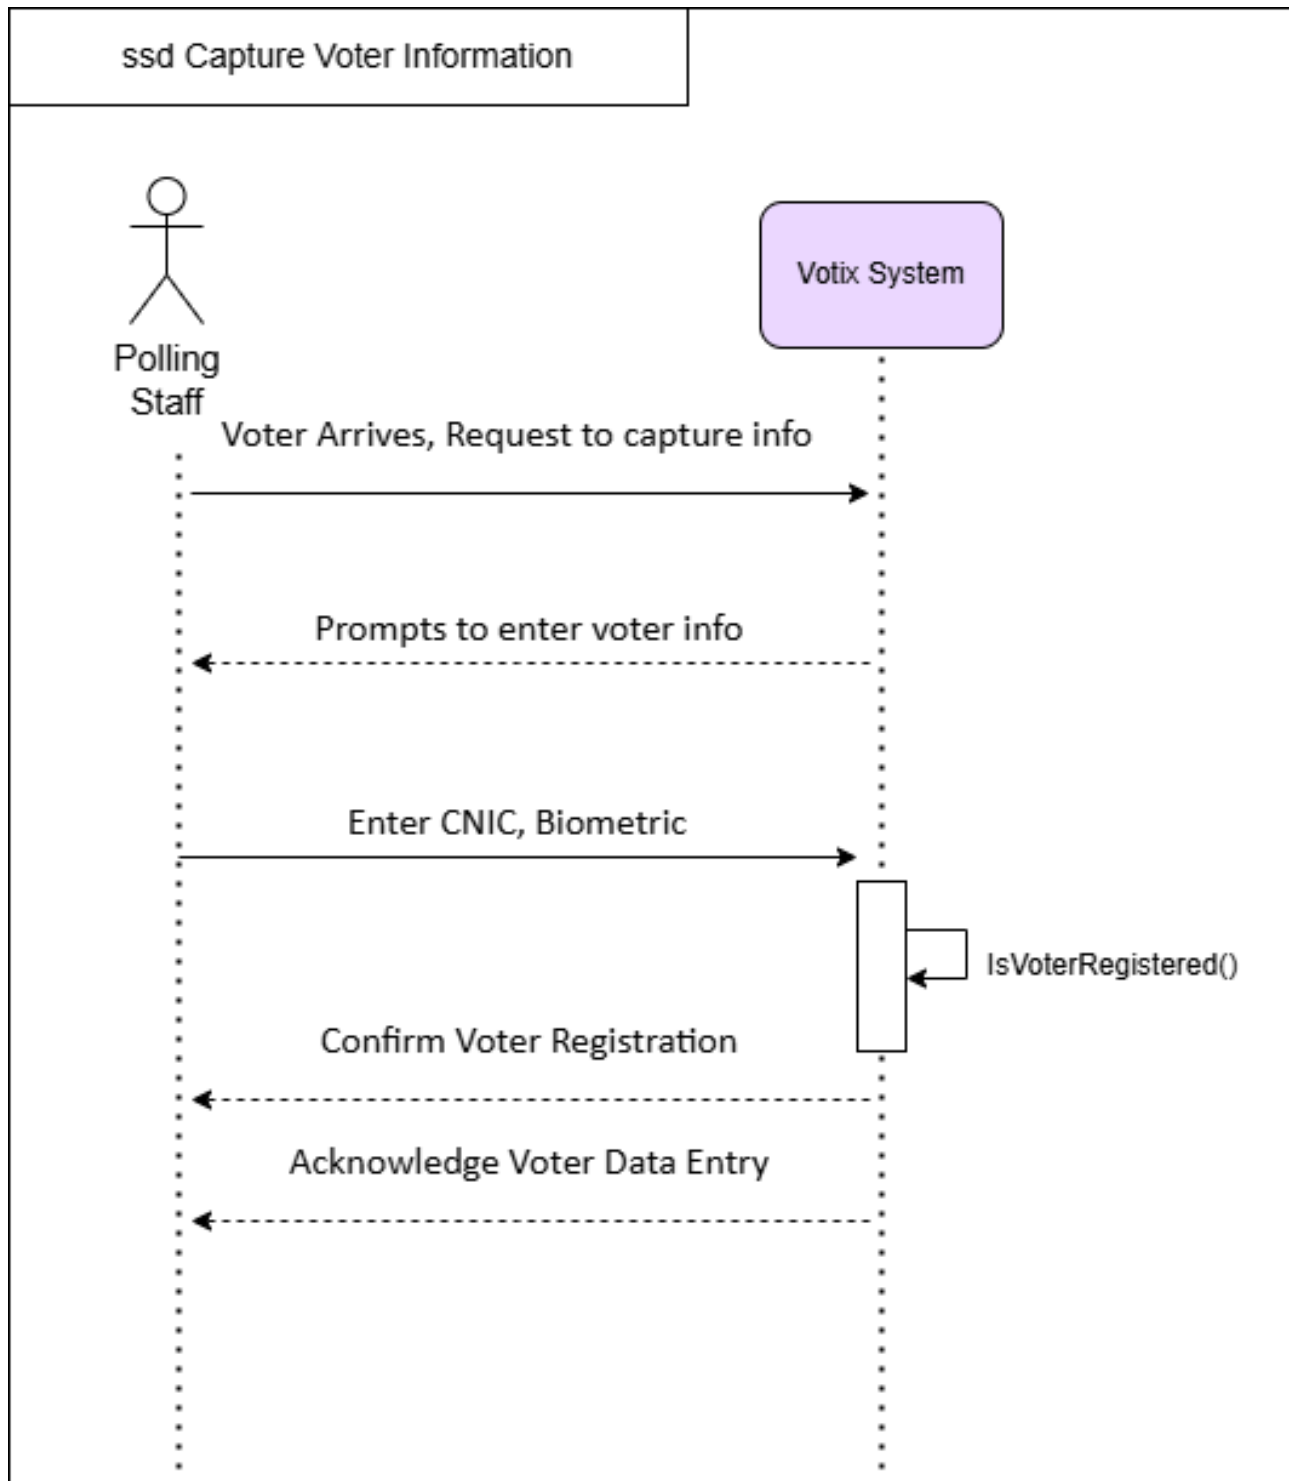 ssd Capture Voter Information
Votix System
Polling
Staff
Voter Arrives, Request to capture info
Prompts to enter voter info
Enter CNIC, Biometric
IsVoterRegistered()
Confirm Voter Registration
Acknowledge Voter Data Entry